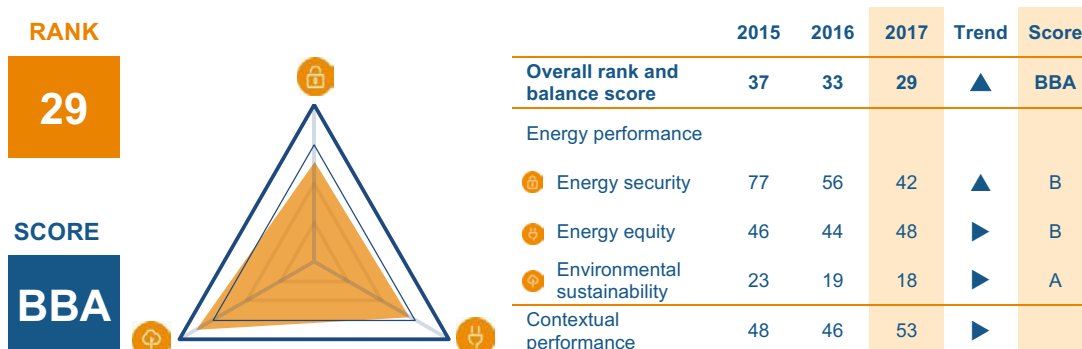 RANK
29
SCORE
BBA
2015 2016 2017 Trend Score
Overall rank and
balance score 37 33 29 BBA
Energy performance
Energy security 77 56 42 B
Energy equity 46 44 48 B
Environmental
sustainability 23 19 18 A
Contextual
performance 48 46 53